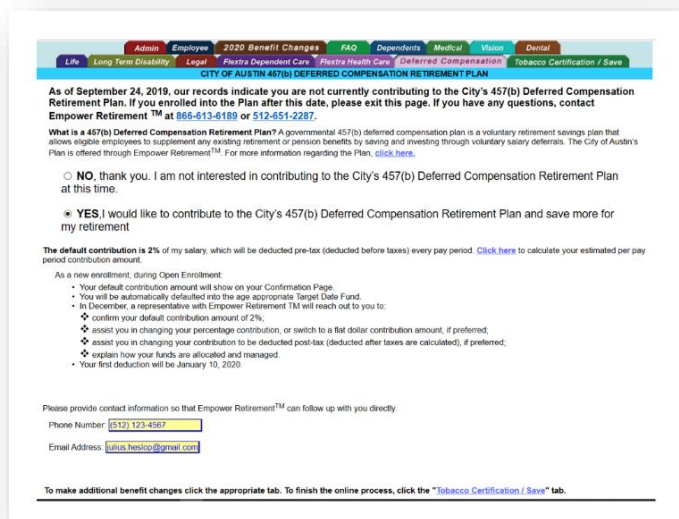 Admin Employee 2020 Benefit Changes FAQ Dependents Medical Vision Dental
Life Long Term Disability Legal Flextra Dependent Care Flextra Health Care Deferred Compensation Tobacco Certification / Save
CITY OF AUSTIN 457(b) DEFERRED COMPENSATION RETIREMENT PLAN
As of September 24, 2019, our records indicate you are not currently contributing to the City's 457(b) Deferred Compensation
Retirement Plan. If you enrolled into the Plan after this date, please exit this page. If you have any questions, contact
Empower Retirement TM at 866-613-6189 or 512-651-2287.
What is a 457(b) Deferred Compensation Retirement Plan? A governmental 457(b) deferred compensation plan is a voluntary retirement savings plan that
allows eligible employees to supplement any existing retirement or pension benefits by saving and investing through voluntary salary deferrals. The City of Austin's
Plan is offered through Empower RetirementTM. For more information regarding the Plan, click here.
NO, thank you. I am not interested in contributing to the City's 457(b) Deferred Compensation Retirement Plan
at this time.
YES,I would like to contribute to the City's 457(b) Deferred Compensation Retirement Plan and save more for
my retirement
The default contribution is 2% of my salary, which will be deducted pre-tax (deducted before taxes) every pay period. Click here to calculate your estimated per pay
period contribution amount.
As a new enrollment, during Open Enrollment:
• Your default contribution amount will show on your Confirmation Page.
• You will be automatically defaulted into the age appropriate Target Date Fund.
• In December, a representative with Empower Retirement TM will reach out to you to:
❖ confirm your default contribution amount of 2%;
❖ assist you in changing your percentage contribution, or switch to a flat dollar contribution amount, if preferred;
❖ assist you in changing your contribution to be deducted post-tax (deducted after taxes are calculated), if preferred;
❖ explain how your funds are allocated and managed.
• Your first deduction will be January 10, 2020.
Please provide contact information so that Empower RetirementTM can follow up with you directly.
Phone Number: (512) 123-4567
Email Address: julius.heslop@gmail.com
To make additional benefit changes click the appropriate tab. To finish the online process, click the "Tobacco Certification / Save" tab.